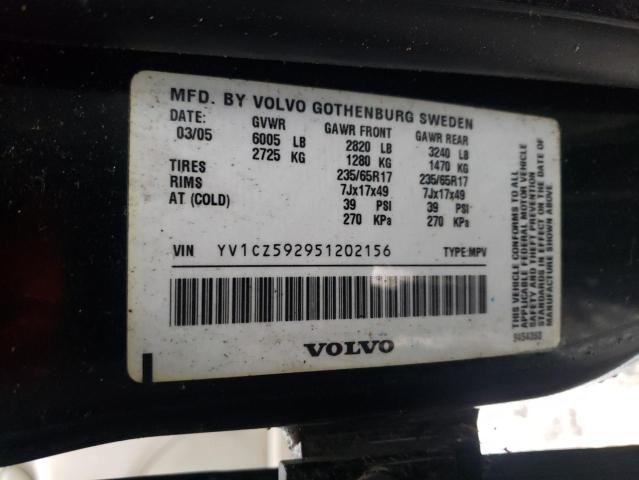 MFD. BY VOLVO GOTHENBURG SWEDEN
DATE: GVWR GAWR FRONT GAWR REAR
03/05 6005 LB 2820 LB 3240 LB
2725 KG 1280 KG 1470 KG
TIRES 235/65R17 235/65R17
RIMS 7Jx17x49 7Jx17x49
AT (COLD) 39 PSI 39 PSI
270 KPa 270 KPa
VIN YV1CZ592951202156 TYPE:MPV
VOLVO
THIS VEHICLE CONFORMS TO ALL
APPLICABLE FEDERAL MOTOR VEHICLE
SAFETY AND THEFT PREVENTION
STANDARDS IN EFFECT ON THE DATE OF
MANUFACTURE SHOWN ABOVE.